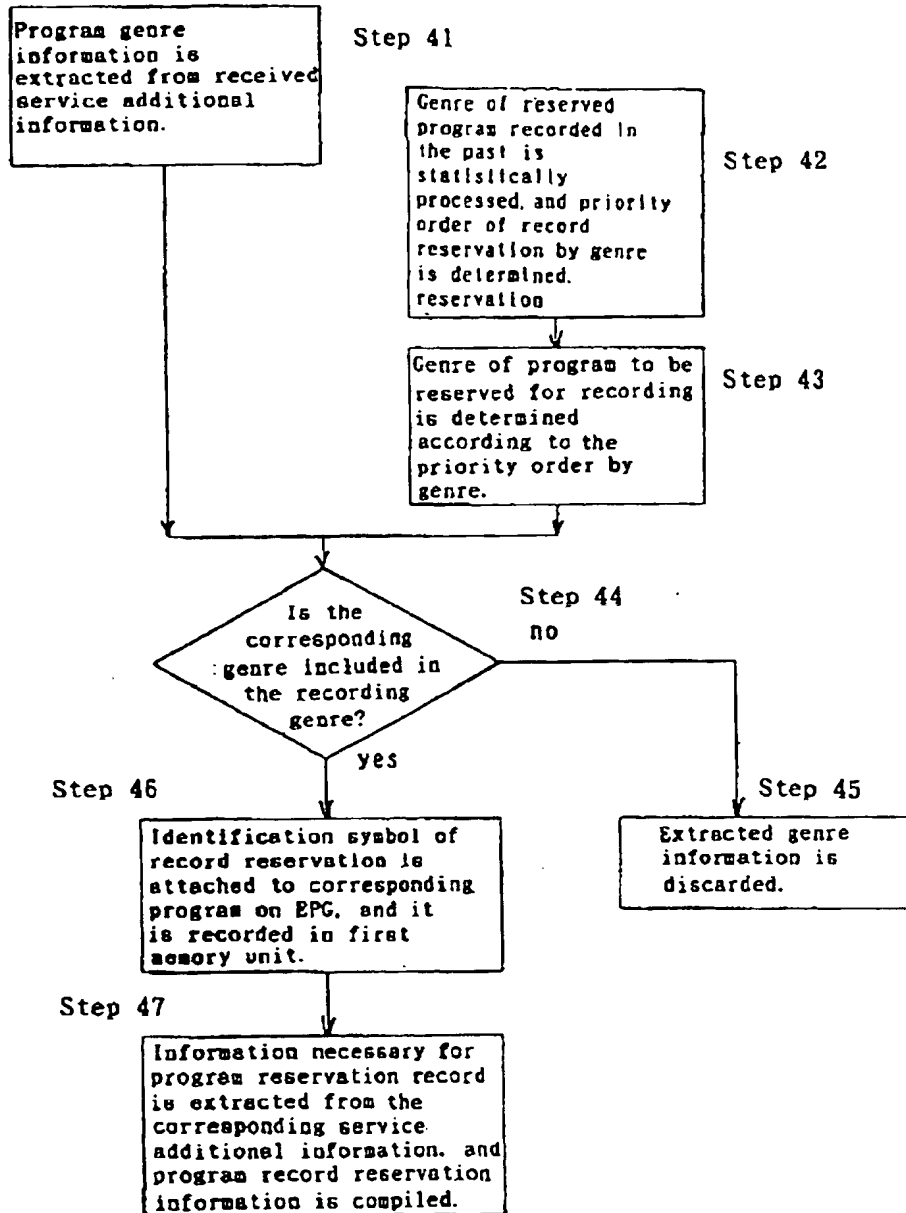 Program genre
information is
extracted from received
service additional
information.
Step 41
Genre of reserved
program recorded in
the past is
statistically
processed, and priority
order of record
reservation by genre
is determined.
reservation
Step 42
Genre of program to be
reserved for recording
is determined
according to the
priority order by
genre.
Step 43
Is the
corresponding
genre included in
the recording
genre?
Step 44
no
yes
Step 46
Identification symbol of
record reservation is
attached to corresponding
program on EPG, and it
is recorded in first
memory unit.
Step 45
Extracted genre
information is
discarded.
Step 47
Information necessary for
program reservation record
is extracted from the
corresponding service
additional information, and
program record reservation
information is compiled.